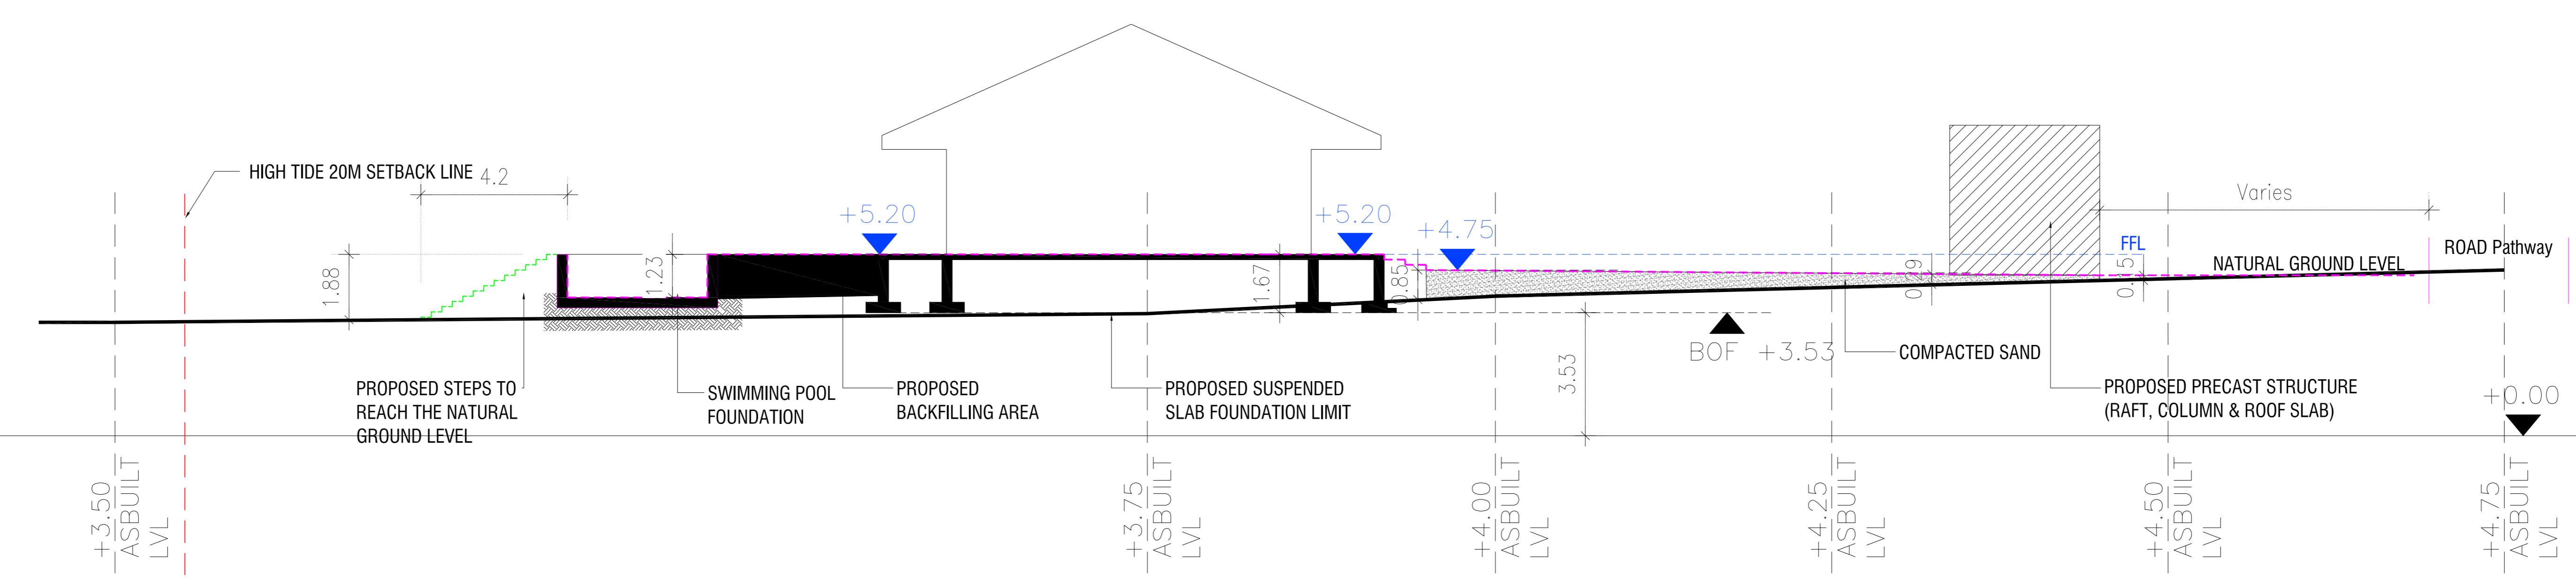 HIGH TIDE 20M SETBACK LINE
4.2
+5.20
+5.20
+4.75
Varies
FFL
ROAD Pathway
NATURAL GROUND LEVEL
1.88
1.23
1.67
0.85
0.29
0.15
BOF +3.53
3.53
COMPACTED SAND
PROPOSED STEPS TO
REACH THE NATURAL
GROUND LEVEL
SWIMMING POOL
FOUNDATION
PROPOSED
BACKFILLING AREA
PROPOSED SUSPENDED
SLAB FOUNDATION LIMIT
PROPOSED PRECAST STRUCTURE
(RAFT, COLUMN & ROOF SLAB)
+0.00
+3.50
ASBUILT
LVL
+3.75
ASBUILT
LVL
+4.00
ASBUILT
LVL
+4.25
ASBUILT
LVL
+4.50
ASBUILT
LVL
+4.75
ASBUILT
LVL